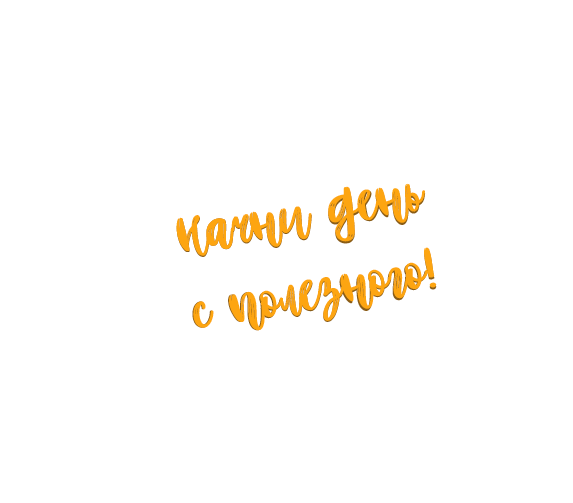 начни день
с полезного!